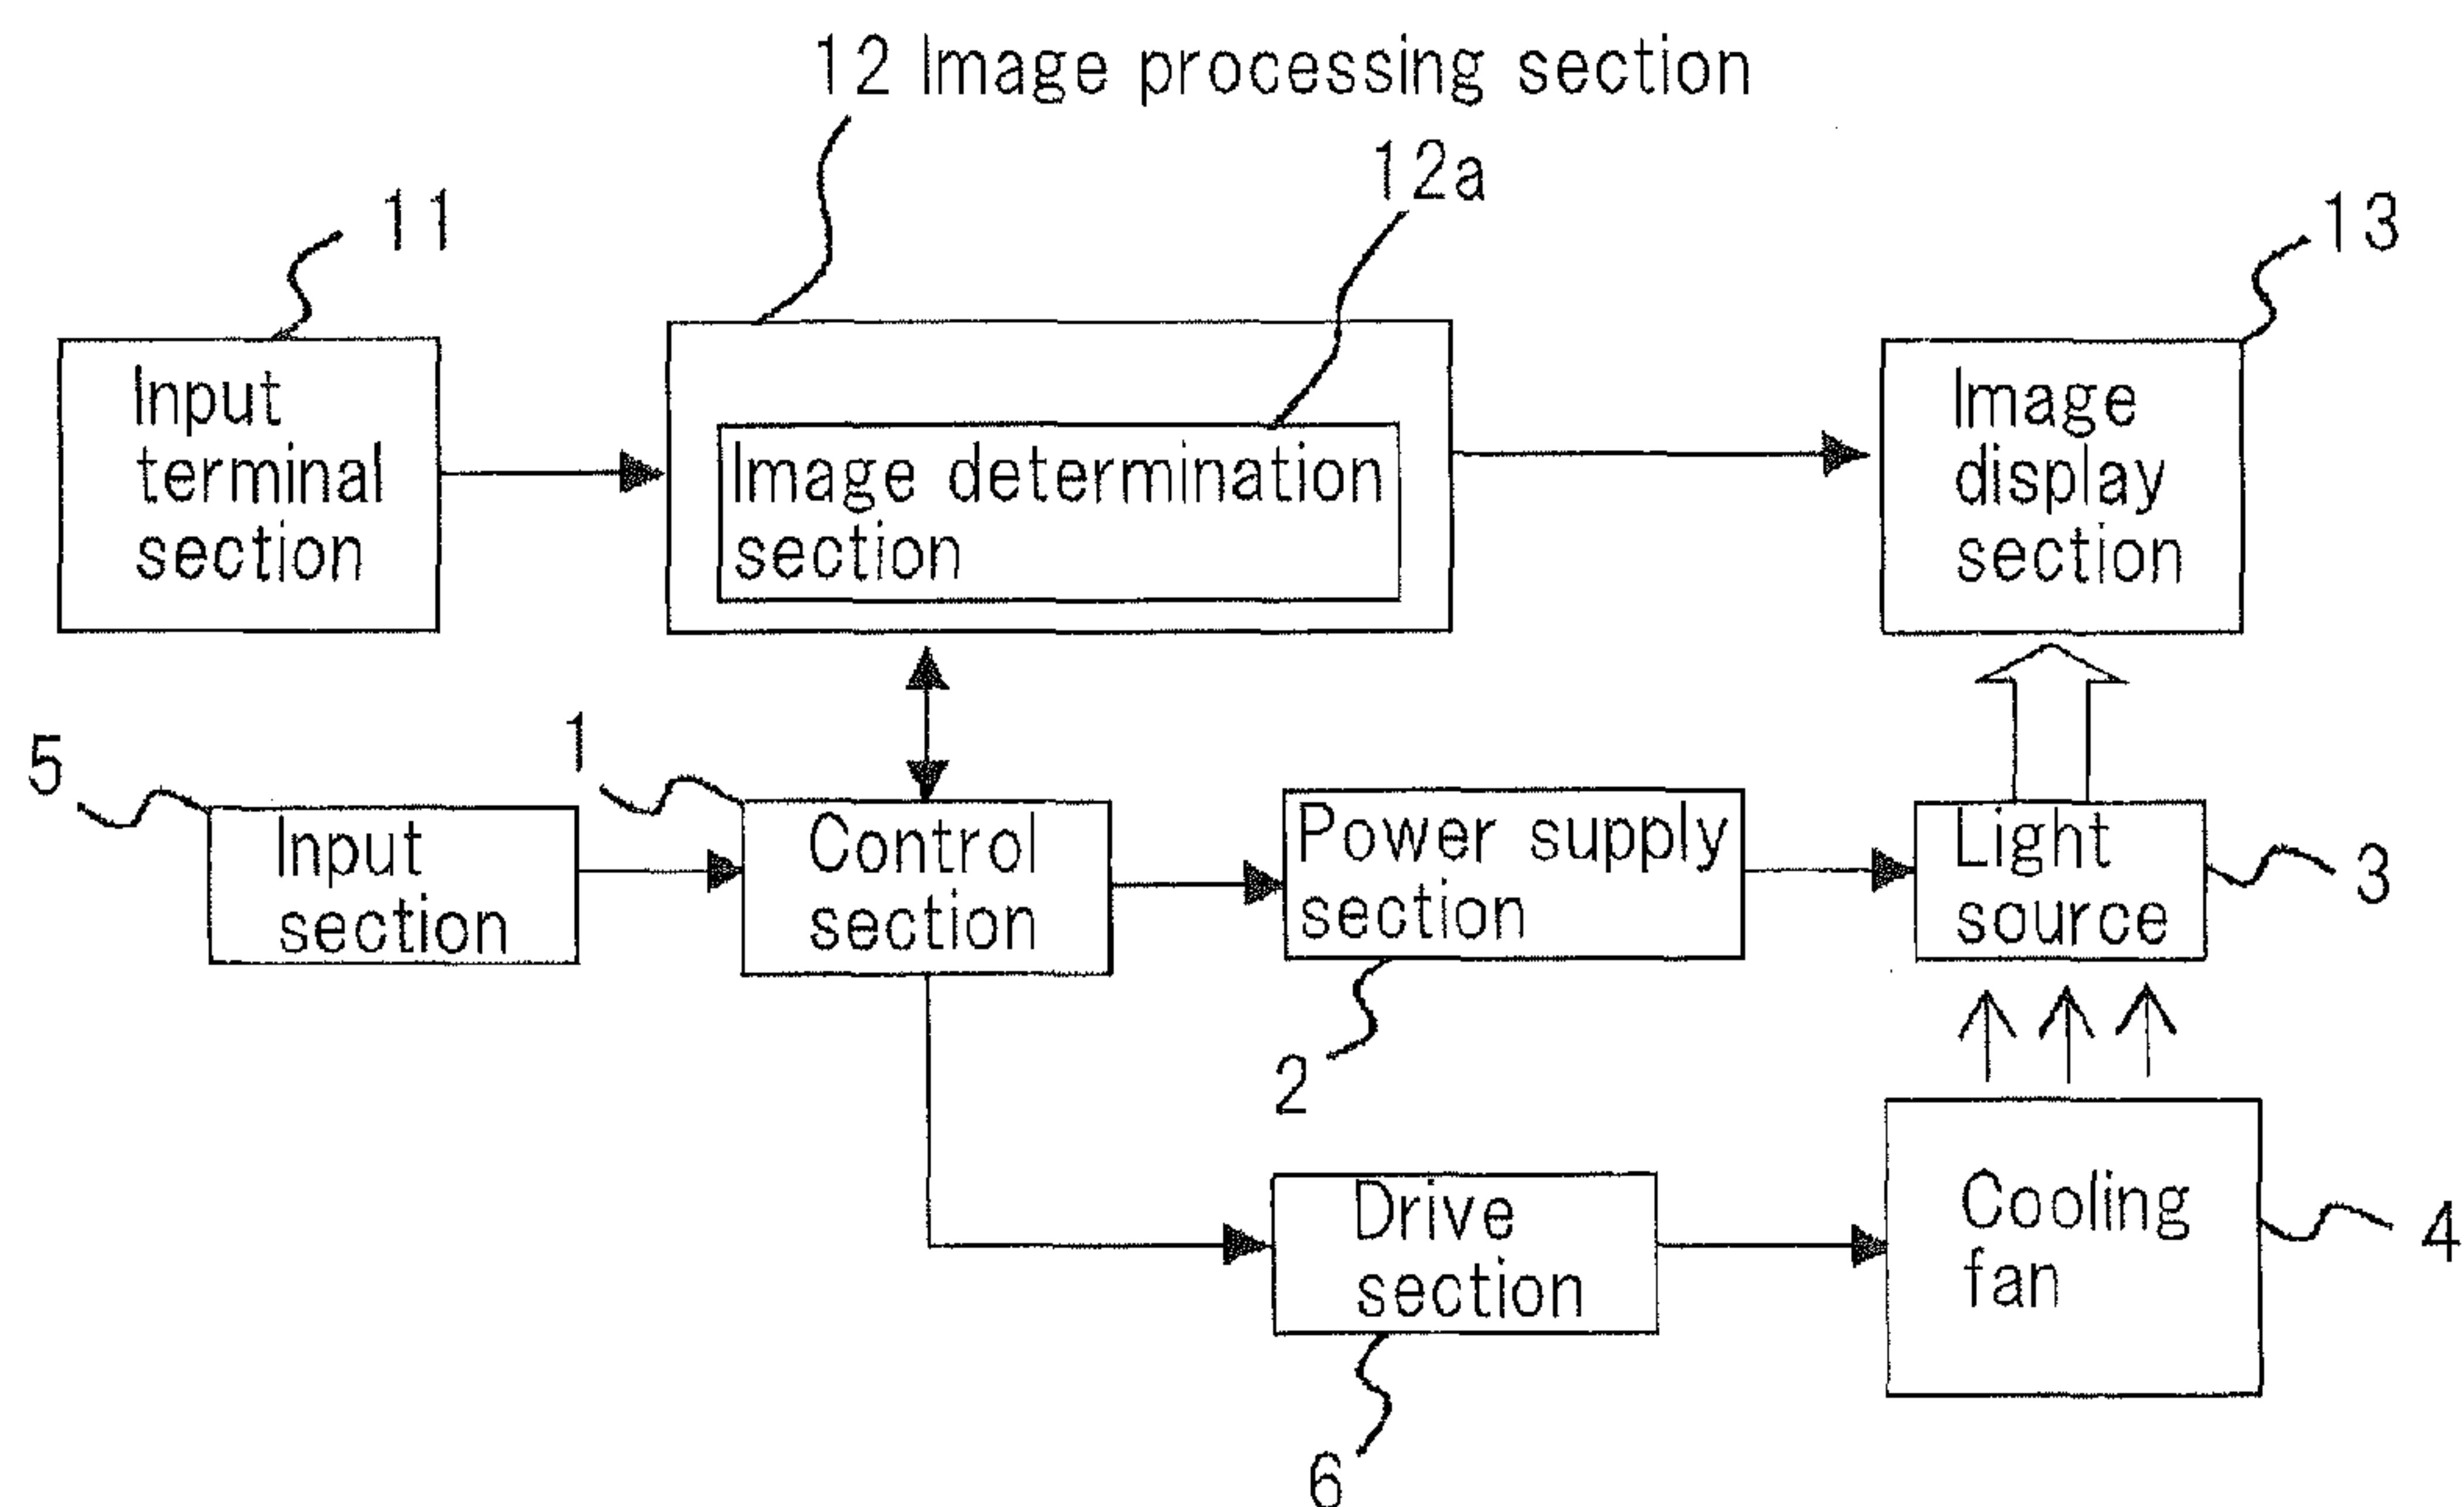 12 Image processing section
12a
11
13
Input
terminal
section
Image determination
section
Image
display
section
5
1
Input
section
Control
section
Power supply
section
Light
source
3
2
Drive
section
Cooling
fan
4
6